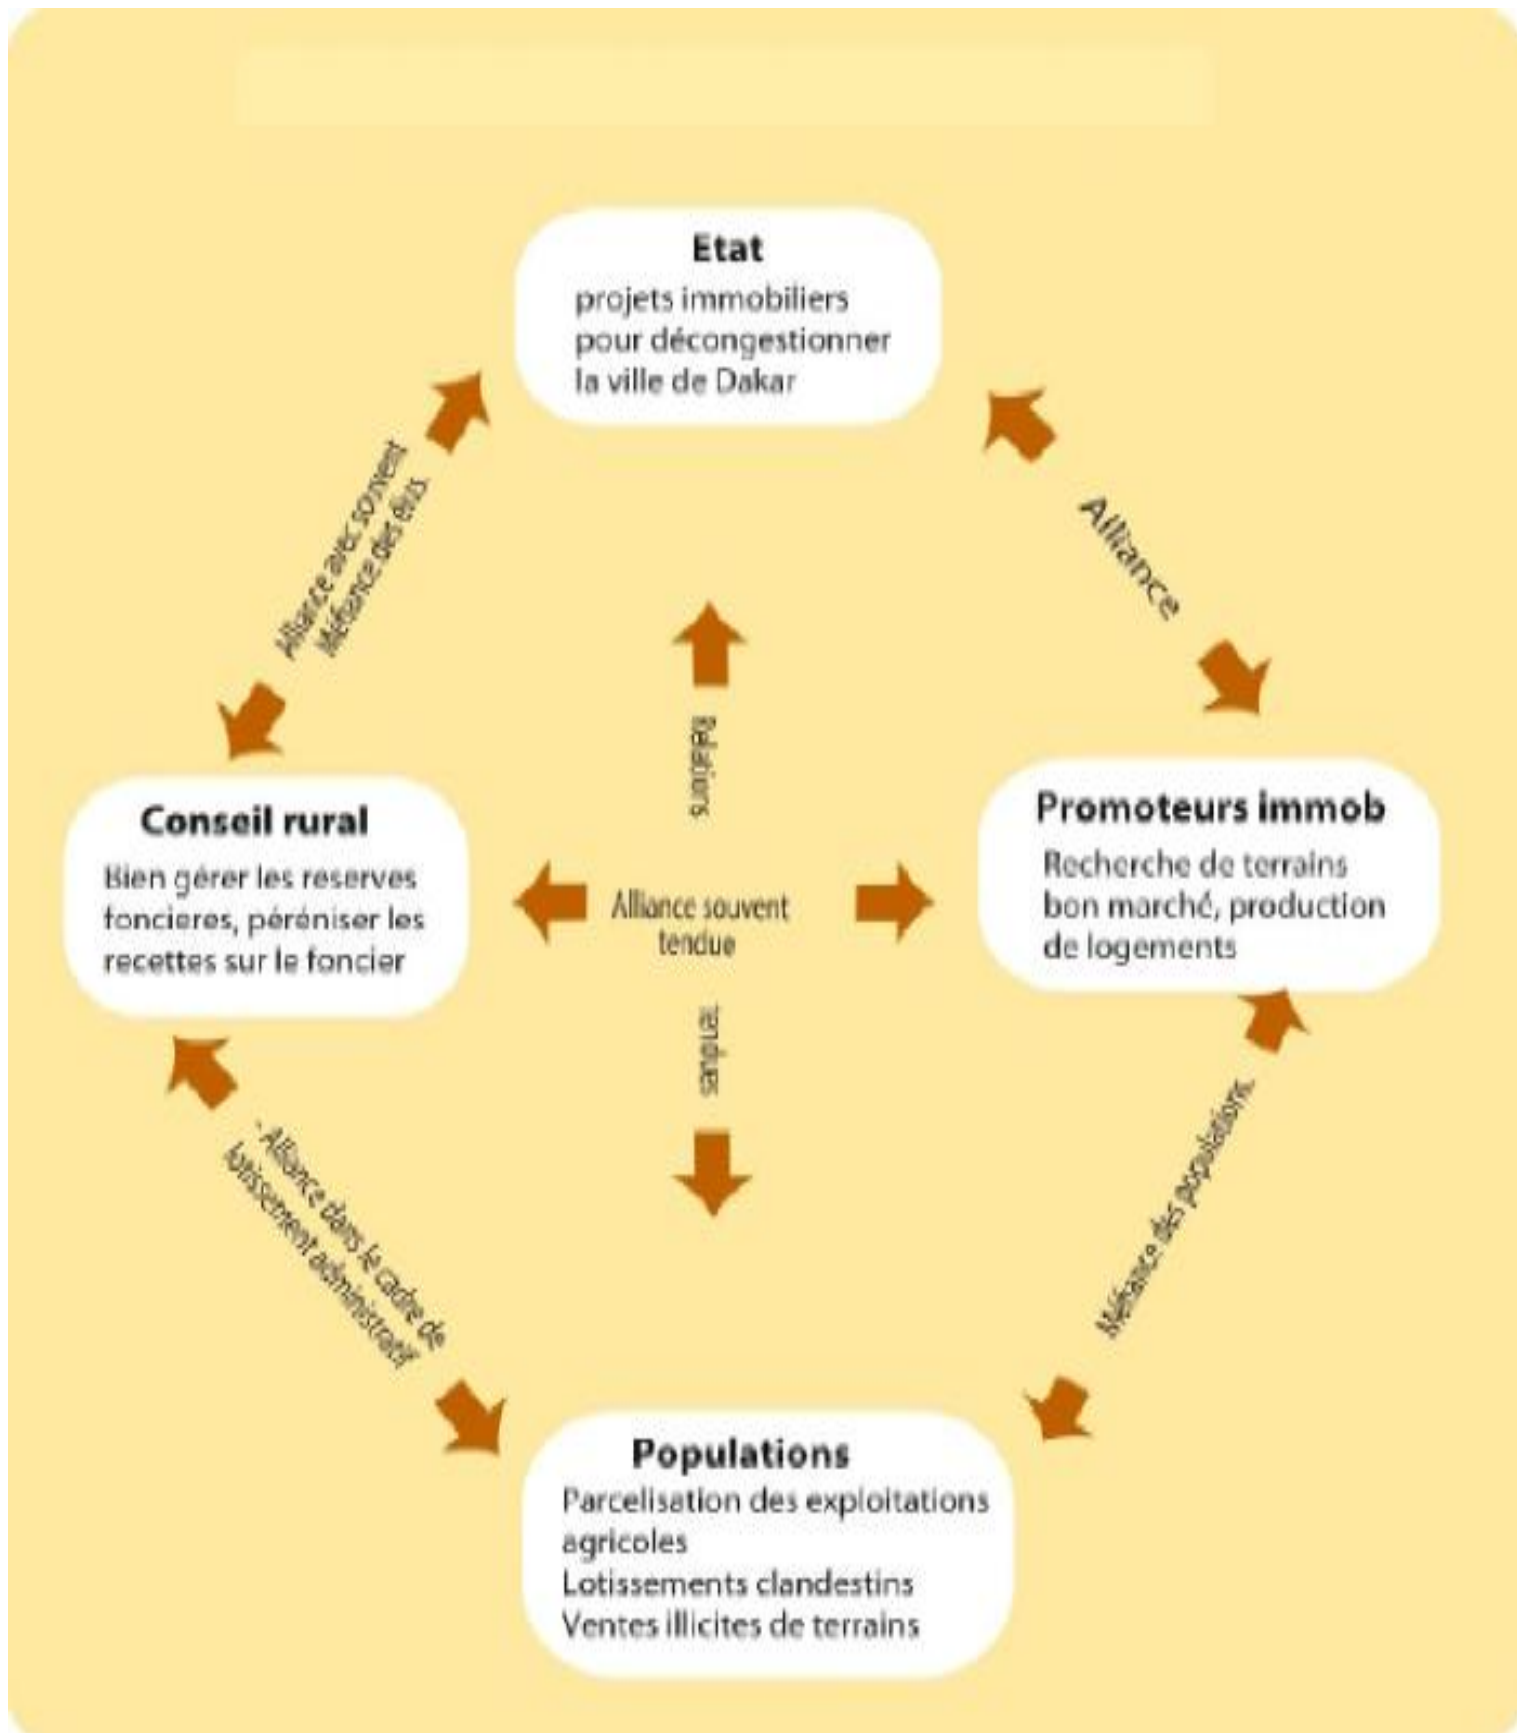 Etat
projets immobiliers
pour décongestionner
la ville de Dakar
Alliance avec souvent
Méfiance des élus
Alliance
Relations
Conseil rural
Bien gérer les reserves
foncieres, péréniser les
recettes sur le foncier
Alliance souvent
tendue
Promoteurs immob
Recherche de terrains
bon marché, production
de logements
tendues
- Alliance dans le cadre de
lotissement administratif
Méfiance des populations.
Populations
Parcelisation des exploitations
agricoles
Lotissements clandestins
Ventes illicites de terrains